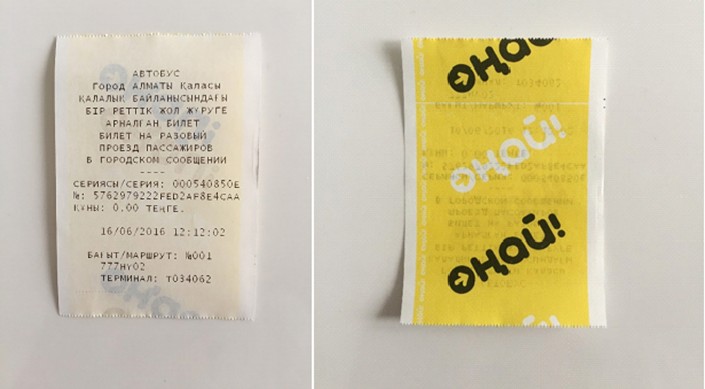 АВТОБУС
Город АЛМАТЫ Қаласы
ҚАЛАЛЫҚ БАЙЛАНЫСЫНДАҒЫ
БІР РЕТТІК ЖОЛ ЖҮРУГЕ
АРНАЛҒАН БИЛЕТ
БИЛЕТ НА РАЗОВЫЙ
ПРОЕЗД ПАССАЖИРОВ
В ГОРОДСКОМ СООБЩЕНИИ
----
СЕРИЯСЫ/СЕРИЯ: 000540850E
№: 5762979222FED2AF8E4CAA
ҚҰНЫ: 0.00 ТЕҢГЕ.
16/06/2016 12:12:02
БАҒЫТ/МАРШРУТ: №001
777HY02
ТЕРМИНАЛ: T034062
ОҢАЙ!
ОҢАЙ!
ОҢАЙ!